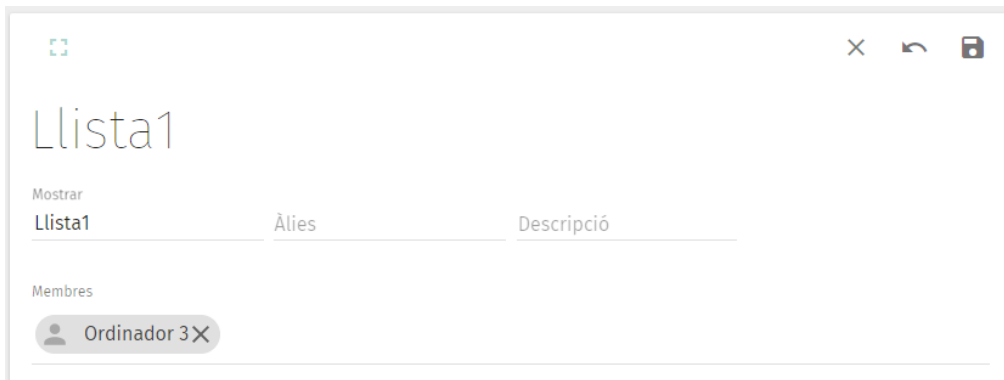 Llista1
Mostrar
Llista1 Àlies Descripció
Membres
Ordinador 3